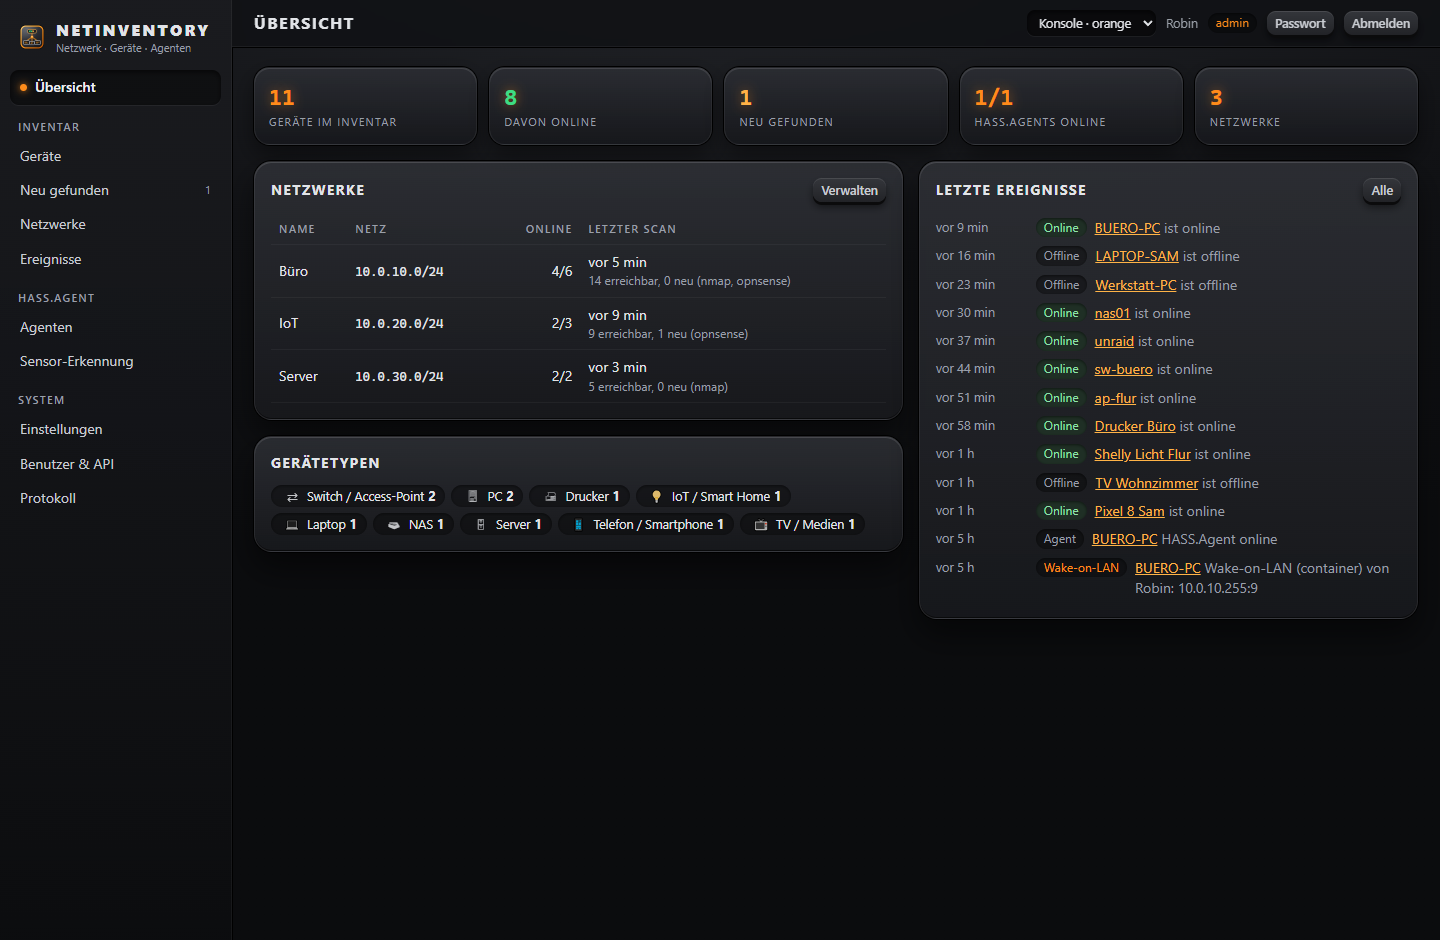 NETINVENTORY
Netzwerk · Geräte · Agenten
Übersicht
INVENTAR
Geräte
Neu gefunden 1
Netzwerke
Ereignisse
HASS.AGENT
Agenten
Sensor-Erkennung
SYSTEM
Einstellungen
Benutzer & API
Protokoll
ÜBERSICHT
Konsole · orange Robin admin Passwort Abmelden
11
GERÄTE IM INVENTAR
8
DAVON ONLINE
1
NEU GEFUNDEN
1/1
HASS.AGENTS ONLINE
3
NETZWERKE
NETZWERKE Verwalten
NAME NETZ ONLINE LETZTER SCAN
Büro 10.0.10.0/24 4/6 vor 5 min
14 erreichbar, 0 neu (nmap, opnsense)
IoT 10.0.20.0/24 2/3 vor 9 min
9 erreichbar, 1 neu (opnsense)
Server 10.0.30.0/24 2/2 vor 3 min
5 erreichbar, 0 neu (nmap)
GERÄTETYPEN
Switch / Access-Point 2 PC 2 Drucker 1 IoT / Smart Home 1
Laptop 1 NAS 1 Server 1 Telefon / Smartphone 1 TV / Medien 1
LETZTE EREIGNISSE Alle
vor 9 min Online BUERO-PC ist online
vor 16 min Offline LAPTOP-SAM ist offline
vor 23 min Offline Werkstatt-PC ist offline
vor 30 min Online nas01 ist online
vor 37 min Online unraid ist online
vor 44 min Online sw-buero ist online
vor 51 min Online ap-flur ist online
vor 58 min Online Drucker Büro ist online
vor 1 h Online Shelly Licht Flur ist online
vor 1 h Offline TV Wohnzimmer ist offline
vor 1 h Online Pixel 8 Sam ist online
vor 5 h Agent BUERO-PC HASS.Agent online
vor 5 h Wake-on-LAN BUERO-PC Wake-on-LAN (container) von
Robin: 10.0.10.255:9